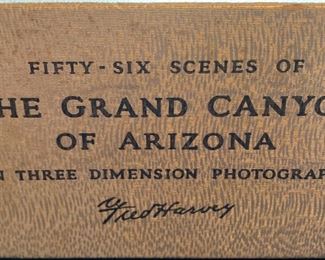 FIFTY-SIX SCENES OF
HE GRAND CANYO
OF ARIZONA
N THREE DIMENSION PHOTOGRAP
Fred Harvey